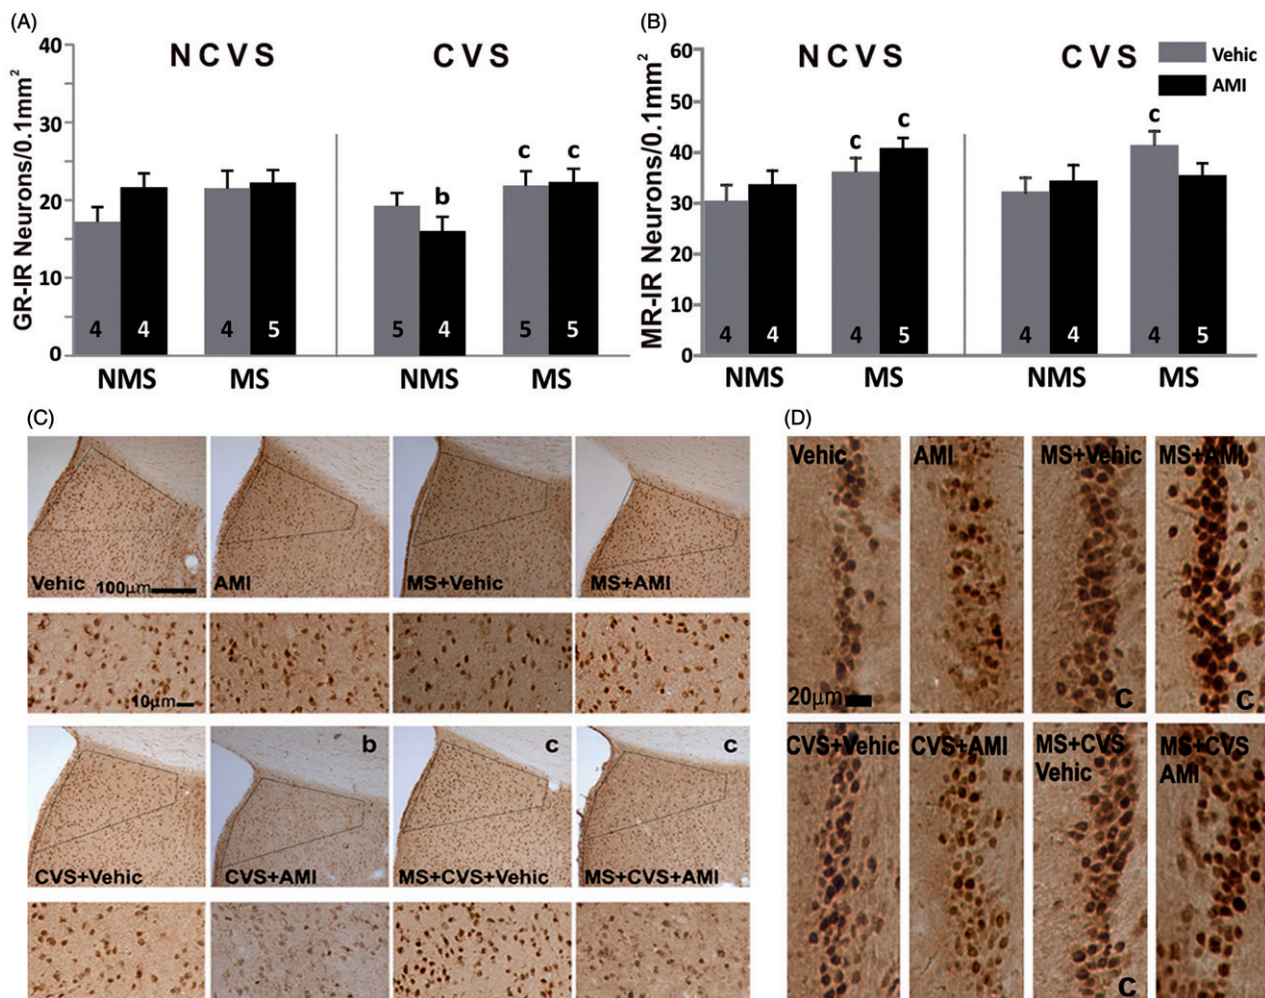 (A)
GR-IR Neurons/0.1mm²
40
30
20
10
0
NCVS
CVS
c
c
b
4
4
4
5
5
4
5
5
NMS
MS
NMS
MS
(B)
MR-IR Neurons/0.1mm²
60
50
40
30
20
10
0
NCVS
CVS
Vehic
AMI
c
c
c
4
4
4
5
4
4
4
5
NMS
MS
NMS
MS
(C)
Vehic
100μm
AMI
MS+Vehic
MS+AMI
10μm
b
c
c
CVS+Vehic
CVS+AMI
MS+CVS+Vehic
MS+CVS+AMI
(D)
Vehic
AMI
MS+Vehic
MS+AMI
20μm
C
C
CVS+Vehic
CVS+AMI
MS+CVS
Vehic
MS+CVS
AMI
C